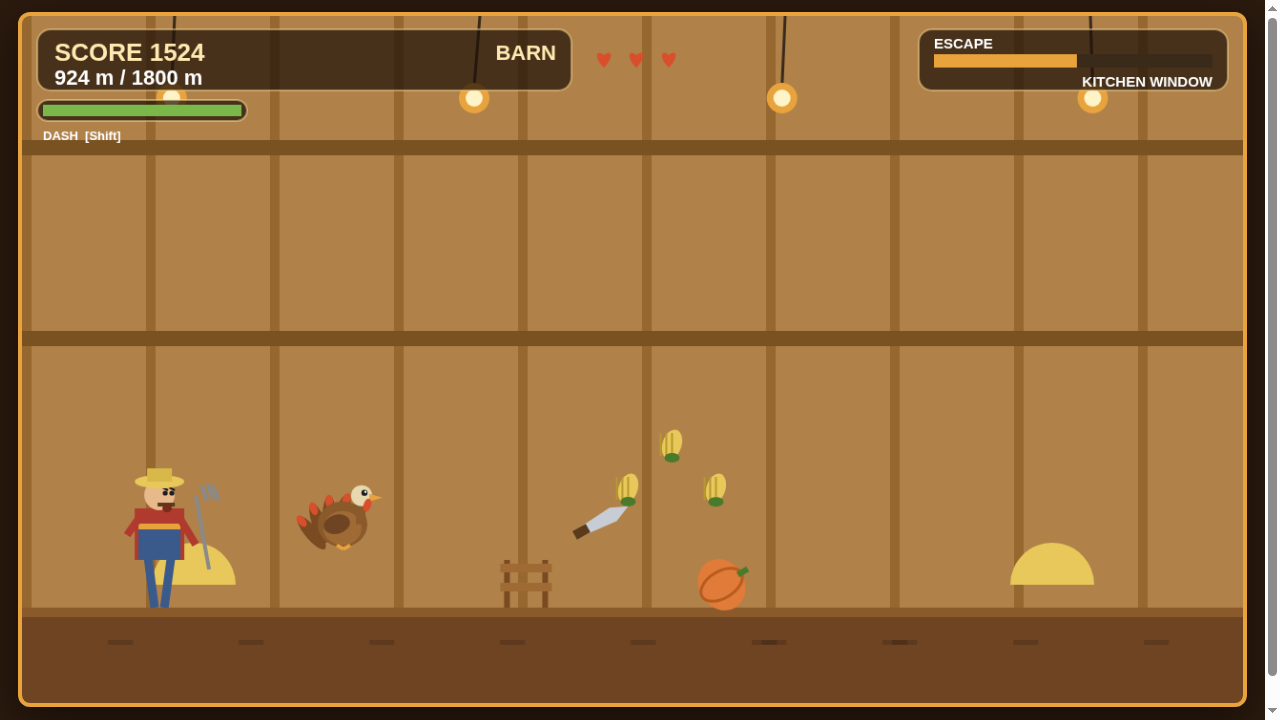 SCORE 1524
BARN
924 m / 1800 m
DASH [Shift]
ESCAPE
KITCHEN WINDOW